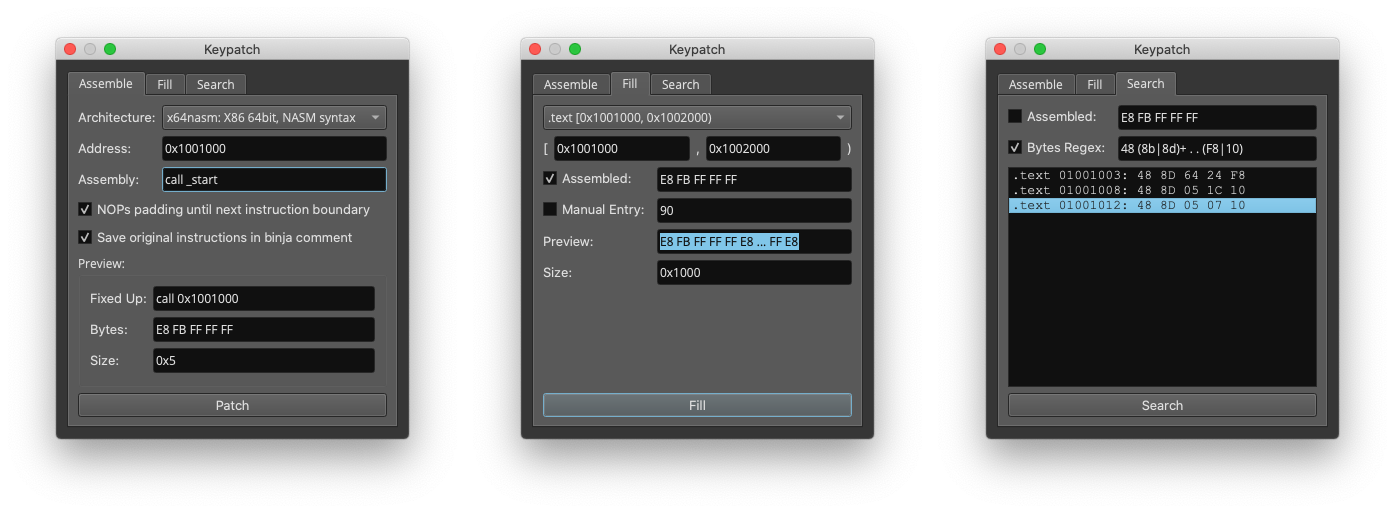 Keypatch
Assemble Fill Search
Architecture: x64nasm: X86 64bit, NASM syntax
Address: 0x1001000
Assembly: call _start
NOPs padding until next instruction boundary
Save original instructions in binja comment
Preview:
Fixed Up: call 0x1001000
Bytes: E8 FB FF FF FF
Size: 0x5
Patch
Keypatch
Assemble Fill Search
.text [0x1001000, 0x1002000)
[ 0x1001000 , 0x1002000 )
Assembled: E8 FB FF FF FF
Manual Entry: 90
Preview: E8 FB FF FF FF E8 ... FF E8
Size: 0x1000
Fill
Keypatch
Assemble Fill Search
Assembled: E8 FB FF FF FF
Bytes Regex: 48 (8b|8d)+ . . (F8|10)
.text 01001003: 48 8D 64 24 F8
.text 01001008: 48 8D 05 1C 10
.text 01001012: 48 8D 05 07 10
Search